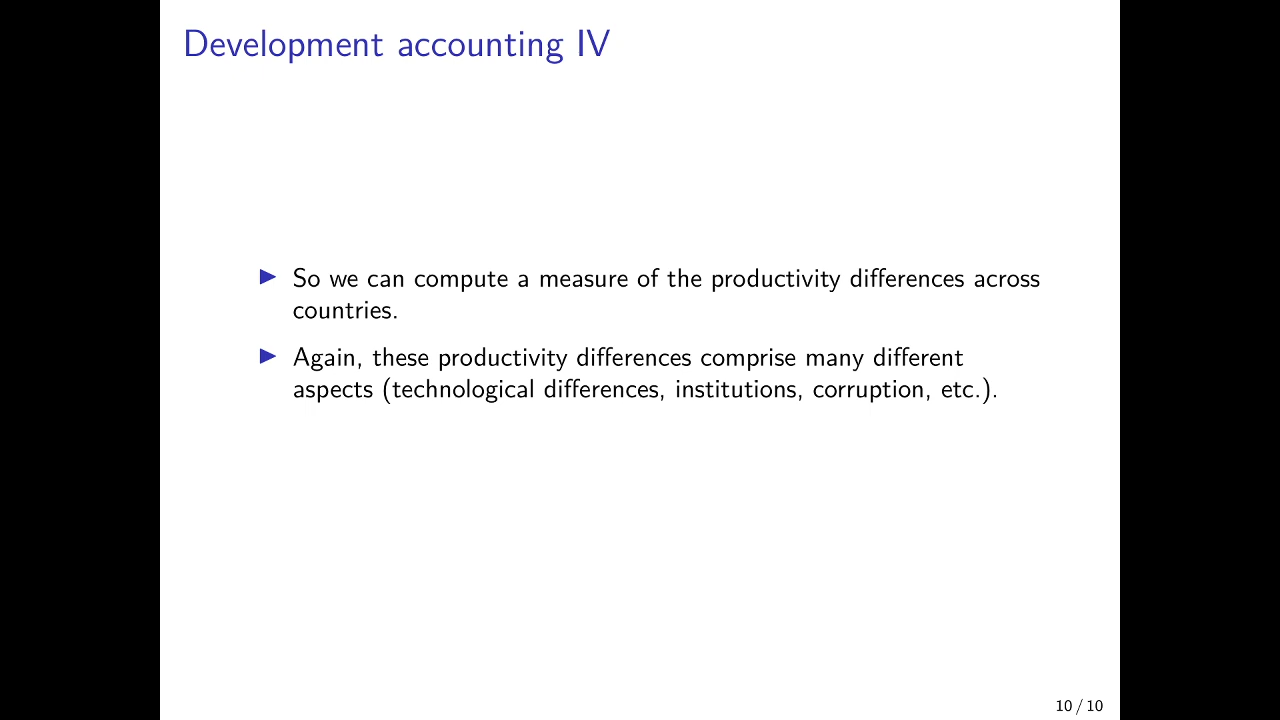 Development accounting IV
▶ So we can compute a measure of the productivity differences across
countries.
▶ Again, these productivity differences comprise many different
aspects (technological differences, institutions, corruption, etc.).
10 / 10